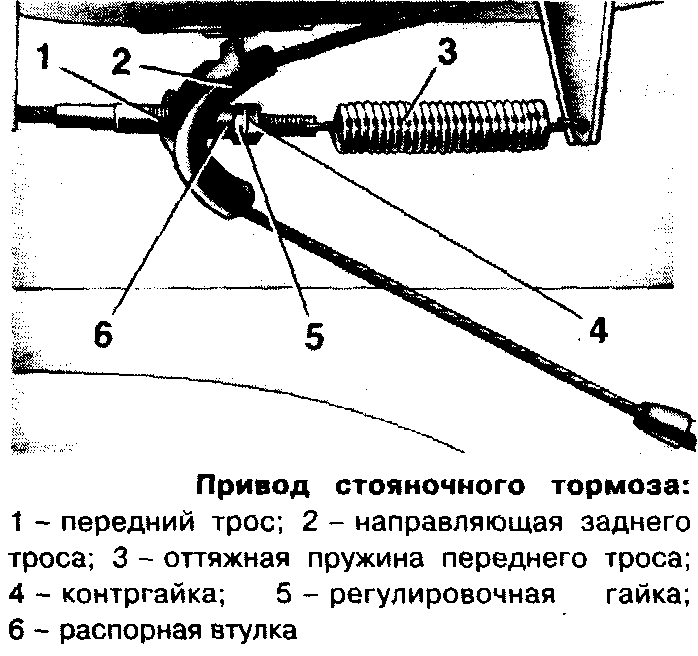 1
2
3
6
5
4
Привод стояночного тормоза:
1 – передний трос; 2 – направляющая заднего
троса; 3 – оттяжная пружина переднего троса;
4 – контргайка; 5 – регулировочная гайка;
6 – распорная втулка